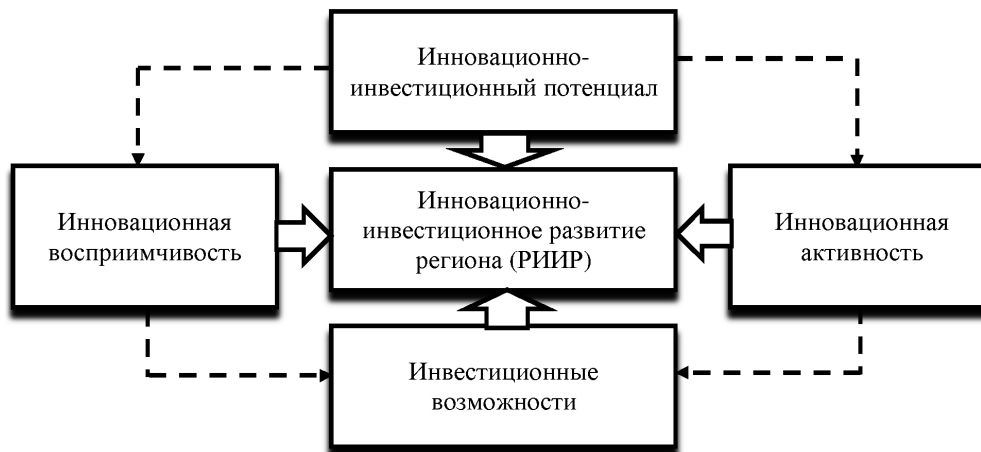 Инновационно-
инвестиционный потенциал
Инновационная
восприимчивость
Инновационно-
инвестиционное развитие
региона (РИИР)
Инновационная
активность
Инвестиционные
возможности